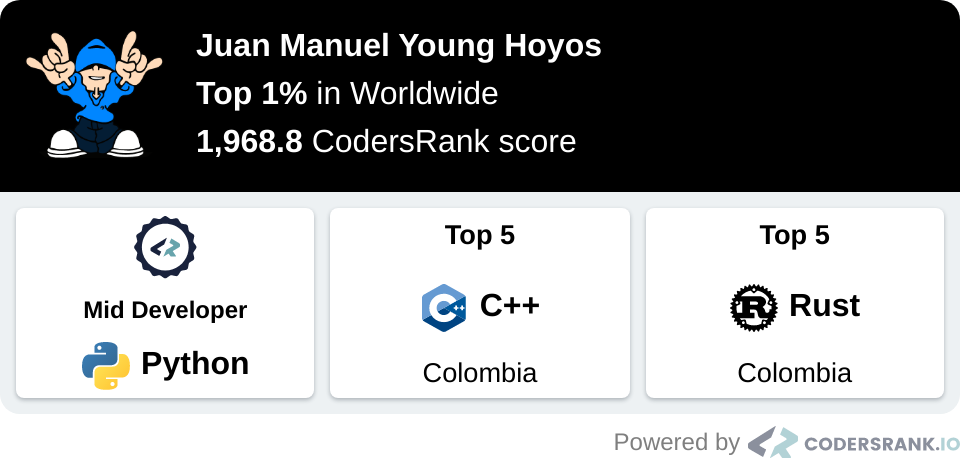 Juan Manuel Young Hoyos
Top 1% in Worldwide
1,968.8 CodersRank score
Mid Developer
Python
Top 5
C++
Colombia
Top 5
Rust
Colombia
Powered by CODERSRANK.IO